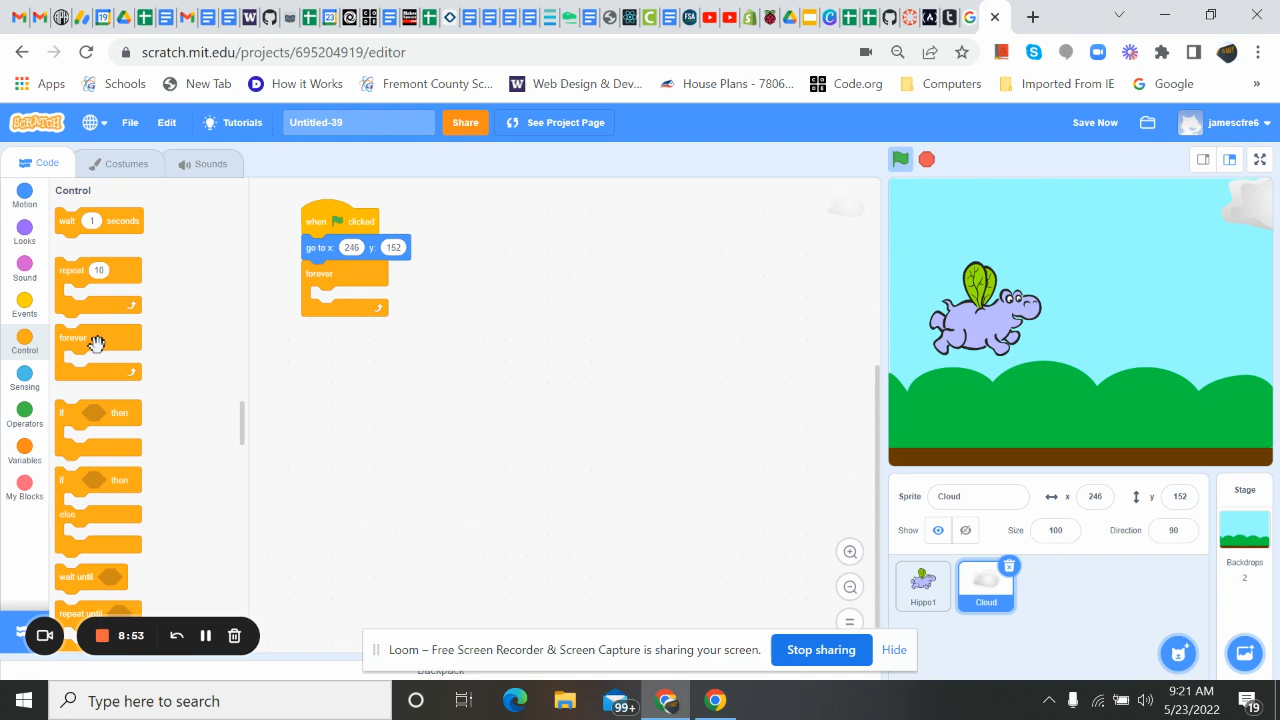 19
scratch.mit.edu/projects/695204919/editor
Apps
Schools
New Tab
How it Works
Fremont County Sc...
Web Design & Dev...
House Plans - 7806...
Code.org
Computers
Imported From IE
Google
»
SCRATCH
File
Edit
Tutorials
Untitled-39
Share
See Project Page
Save Now
jamescfre6
Code
Costumes
Sounds
Motion
Looks
Sound
Events
Control
Sensing
Operators
Variables
My Blocks
Control
wait 1 seconds
repeat 10
forever
if then
if then
else
wait until
repeat until
when clicked
go to x: 246 y: 152
forever
Sprite Cloud x 246 y 152
Show Size 100 Direction 90
Hippo1
Cloud
Stage
Backdrops
2
8:53
Loom – Free Screen Recorder & Screen Capture is sharing your screen.
Stop sharing
Hide
Backpack
Type here to search
99+
9:21 AM
5/23/2022
19